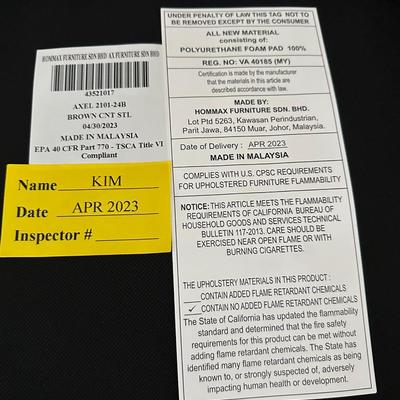 HOMMAX FURNITURE SDN BHD AX FURNITURE SDN BHD
43521017
AXEL 2101-24B
BROWN CNT STL
04/30/2023
MADE IN MALAYSIA
EPA 40 CFR Part 770 - TSCA Title VI
Compliant
Name KIM
Date APR 2023
Inspector #
UNDER PENALTY OF LAW THIS TAG NOT TO
BE REMOVED EXCEPT BY THE CONSUMER
ALL NEW MATERIAL
consisting of:
POLYURETHANE FOAM PAD 100%
REG. NO: VA 40185 (MY)
Certification is made by the manufacturer
that the materials in this article are
described accordance with law.
MADE BY:
HOMMAX FURNITURE SDN. BHD.
Lot Ptd 5263, Kawasan Perindustrian,
Parit Jawa, 84150 Muar, Johor, Malaysia.
Date of Delivery : APR 2023
MADE IN MALAYSIA
COMPLIES WITH U.S. CPSC REQUIREMENTS
FOR UPHOLSTERED FURNITURE FLAMMABILITY
NOTICE: THIS ARTICLE MEETS THE FLAMMABILITY
REQUIREMENTS OF CALIFORNIA BUREAU OF
HOUSEHOLD GOODS AND SERVICES TECHNICAL
BULLETIN 117-2013. CARE SHOULD BE
EXERCISED NEAR OPEN FLAME OR WITH
BURNING CIGARETTES.
THE UPHOLSTERY MATERIALS IN THIS PRODUCT :
CONTAIN ADDED FLAME RETARDANT CHEMICALS
✓ CONTAIN NO ADDED FLAME RETARDANT CHEMICALS
The State of California has updated the flammability
standard and determined that the fire safety
requirements for this product can be met without
adding flame retardant chemicals. The State has
identified many flame retardant chemicals as being
known to, or strongly suspected of, adversely
impacting human health or development.